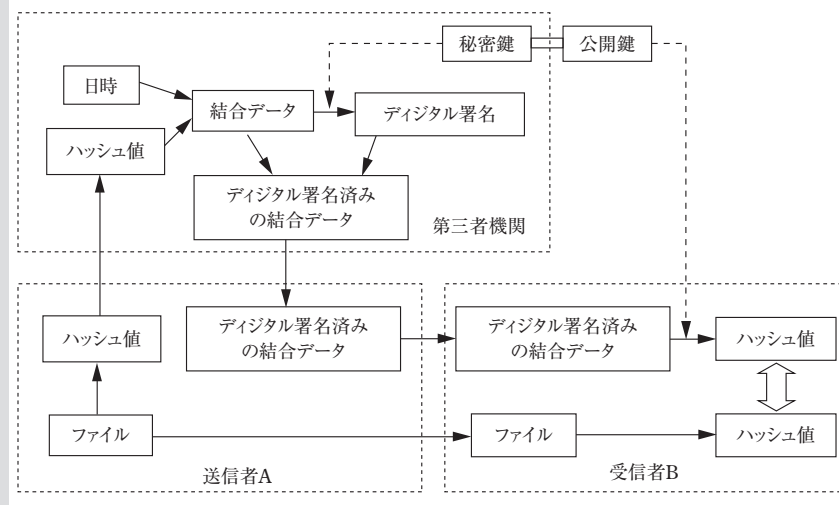 秘密鍵
公開鍵
日時
結合データ
ディジタル署名
ハッシュ値
ディジタル署名済み
の結合データ
第三者機関
ハッシュ値
ディジタル署名済み
の結合データ
ディジタル署名済み
の結合データ
ハッシュ値
ファイル
ファイル
ハッシュ値
送信者A
受信者B